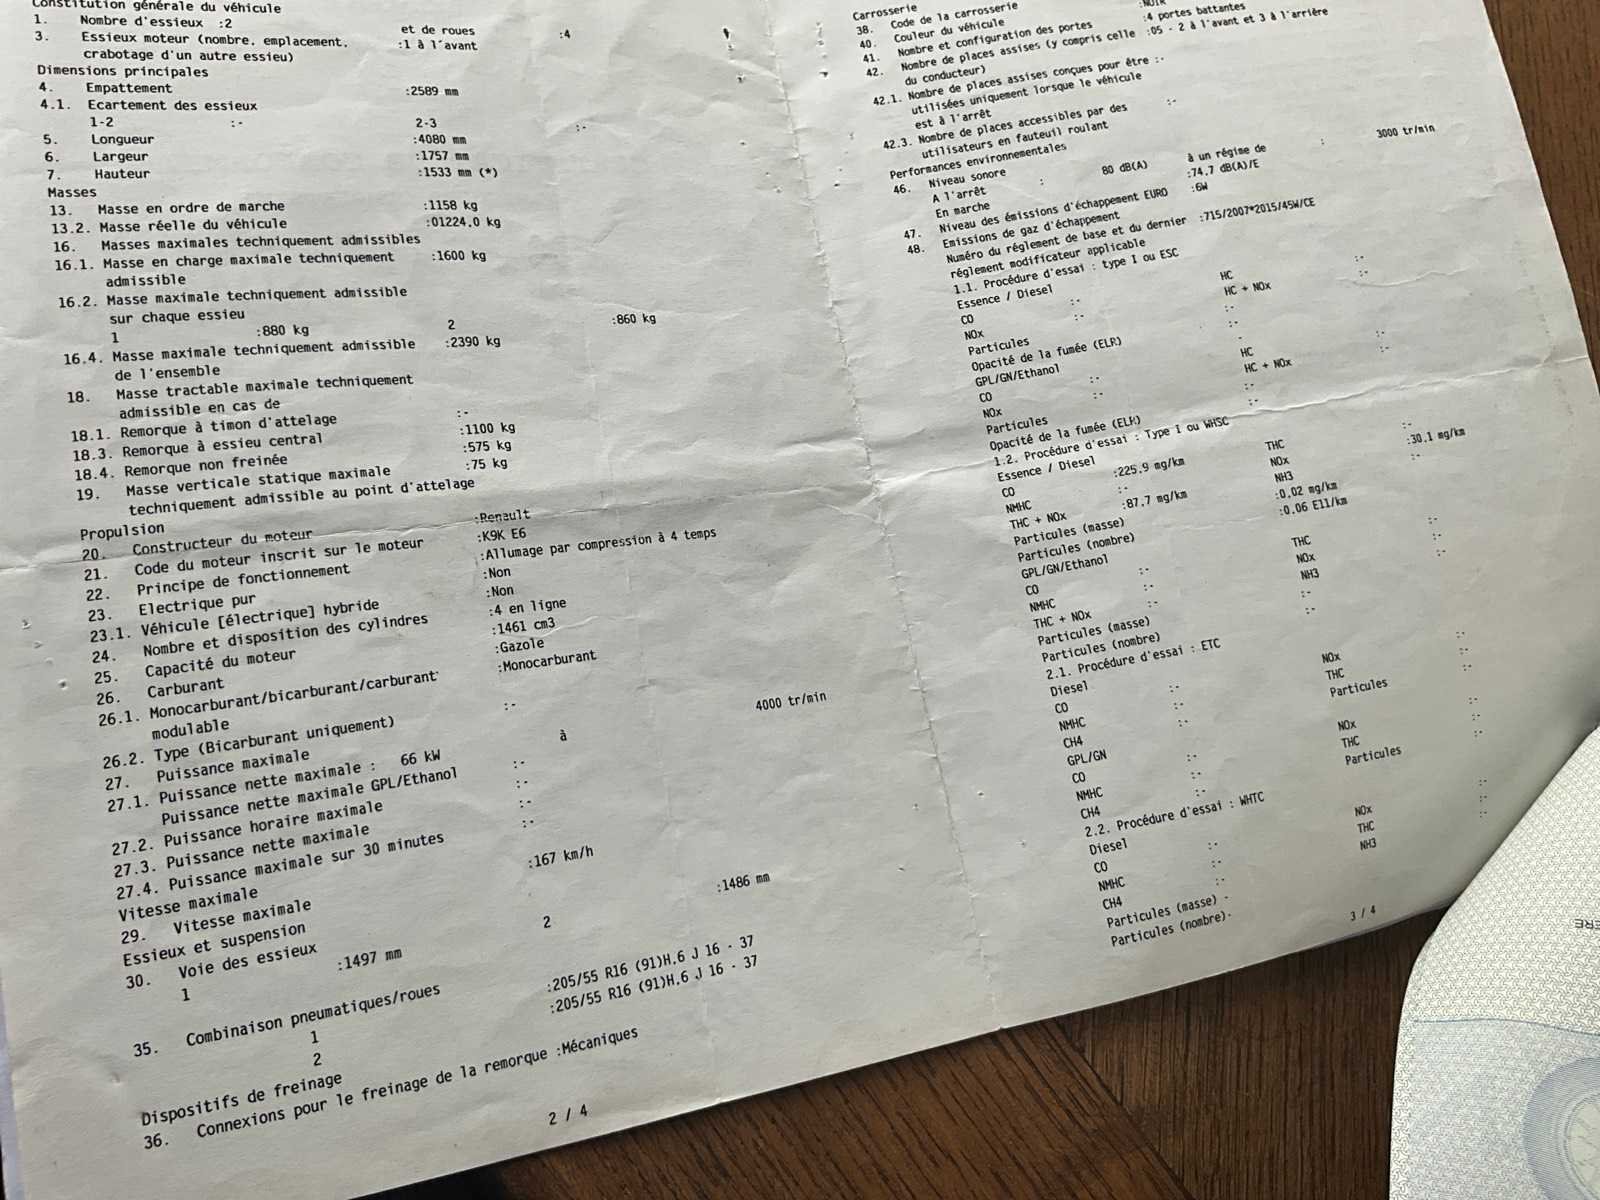 Constitution générale du véhicule
1. Nombre d'essieux :2 et de roues :4
3. Essieux moteur (nombre, emplacement, :1 à l'avant
crabotage d'un autre essieu)
Dimensions principales
4. Empattement :2589 mm
4.1. Ecartement des essieux
1-2 :- 2-3 :-
5. Longueur :4080 mm
6. Largeur :1757 mm
7. Hauteur :1533 mm (*)
Masses
13. Masse en ordre de marche :1158 kg
13.2. Masse réelle du véhicule :01224,0 kg
16. Masses maximales techniquement admissibles
16.1. Masse en charge maximale techniquement :1600 kg
admissible
16.2. Masse maximale techniquement admissible
sur chaque essieu
1 :880 kg 2 :860 kg
16.4. Masse maximale techniquement admissible :2390 kg
de l'ensemble
18. Masse tractable maximale techniquement
admissible en cas de
18.1. Remorque à timon d'attelage :-
18.3. Remorque à essieu central :1100 kg
18.4. Remorque non freinée :575 kg
19. Masse verticale statique maximale :75 kg
techniquement admissible au point d'attelage
Propulsion
20. Constructeur du moteur :Renault
21. Code du moteur inscrit sur le moteur :K9K E6
22. Principe de fonctionnement :Allumage par compression à 4 temps
23. Electrique pur :Non
23.1. Véhicule [électrique] hybride :Non
24. Nombre et disposition des cylindres :4 en ligne
25. Capacité du moteur :1461 cm3
26. Carburant :Gazole
26.1. Monocarburant/bicarburant/carburant :Monocarburant
modulable
26.2. Type (Bicarburant uniquement) :-
27. Puissance maximale
27.1. Puissance nette maximale : 66 kW à 4000 tr/min
Puissance nette maximale GPL/Ethanol :-
27.2. Puissance horaire maximale :-
27.3. Puissance nette maximale :-
27.4. Puissance maximale sur 30 minutes :-
Vitesse maximale
29. Vitesse maximale :167 km/h
Essieux et suspension
30. Voie des essieux
1 :1497 mm 2 :1486 mm
35. Combinaison pneumatiques/roues
1 :205/55 R16 (91)H,6 J 16 - 37
2 :205/55 R16 (91)H,6 J 16 - 37
Dispositifs de freinage
36. Connexions pour le freinage de la remorque :Mécaniques
2 / 4
Carrosserie
38. Code de la carrosserie
40. Couleur du véhicule :NOIR
41. Nombre et configuration des portes :4 portes battantes
42. Nombre de places assises (y compris celle :05 - 2 à l'avant et 3 à l'arrière
du conducteur)
42.1. Nombre de places assises conçues pour être :-
utilisées uniquement lorsque le véhicule
est à l'arrêt
42.3. Nombre de places accessibles par des :-
utilisateurs en fauteuil roulant
Performances environnementales
46. Niveau sonore
A l'arrêt : 80 dB(A) à un régime de : 3000 tr/min
En marche :74,7 dB(A)/E
47. Niveau des émissions d'échappement EURO :6W
48. Emissions de gaz d'échappement
Numéro du réglement de base et du dernier :715/2007*2015/45W/CE
réglement modificateur applicable
1.1. Procédure d'essai : type I ou ESC
Essence / Diesel
CO :- HC :-
NOx :- HC + NOx :-
Particules :-
Opacité de la fumée (ELR) :-
GPL/GN/Ethanol -
CO :- HC :-
NOx :- HC + NOx :-
Particules :-
Opacité de la fumée (ELR) :-
1.2. Procédure d'essai : Type I ou WHSC
Essence / Diesel
CO :225,9 mg/km THC :-
NMHC :- NOx :30,1 mg/km
THC + NOx :87,7 mg/km NH3 :-
Particules (masse) :0,02 mg/km
Particules (nombre) :0,06 E11/km
GPL/GN/Ethanol
CO :- THC :-
NMHC :- NOx :-
THC + NOx :- NH3 :-
Particules (masse) :-
Particules (nombre) :-
2.1. Procédure d'essai : ETC
Diesel
CO :- NOx :-
NMHC :- THC :-
CH4 :- Particules :-
GPL/GN
CO :- NOx :-
NMHC :- THC :-
CH4 :- Particules :-
2.2. Procédure d'essai : WHTC
Diesel
CO :- NOx :-
NMHC :- THC :-
CH4 :- NH3 :-
Particules (masse) -
Particules (nombre)-
3 / 4